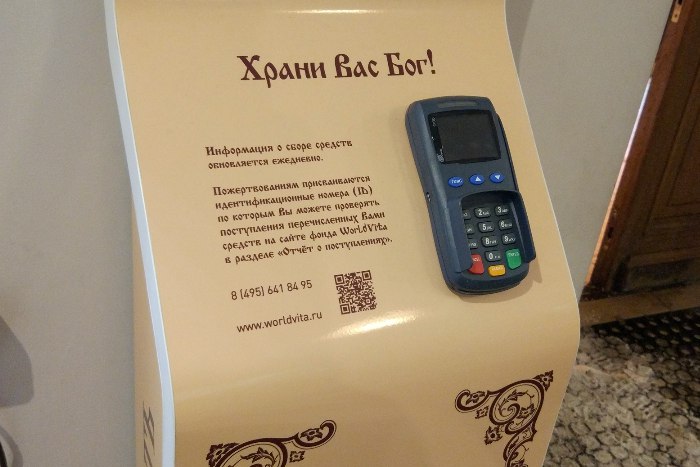 Храни Вас Бог!
Информация о сборе средств
обновляется ежедневно.
Пожертвованиям присваиваются
идентификационные номера (ID)
по которым Вы можете проверять
поступления перечисленных Вами
средств на сайте фонда WorldVita
в разделе «Отчёт о поступлениях».
8 (495) 641 84 95
www.worldvita.ru